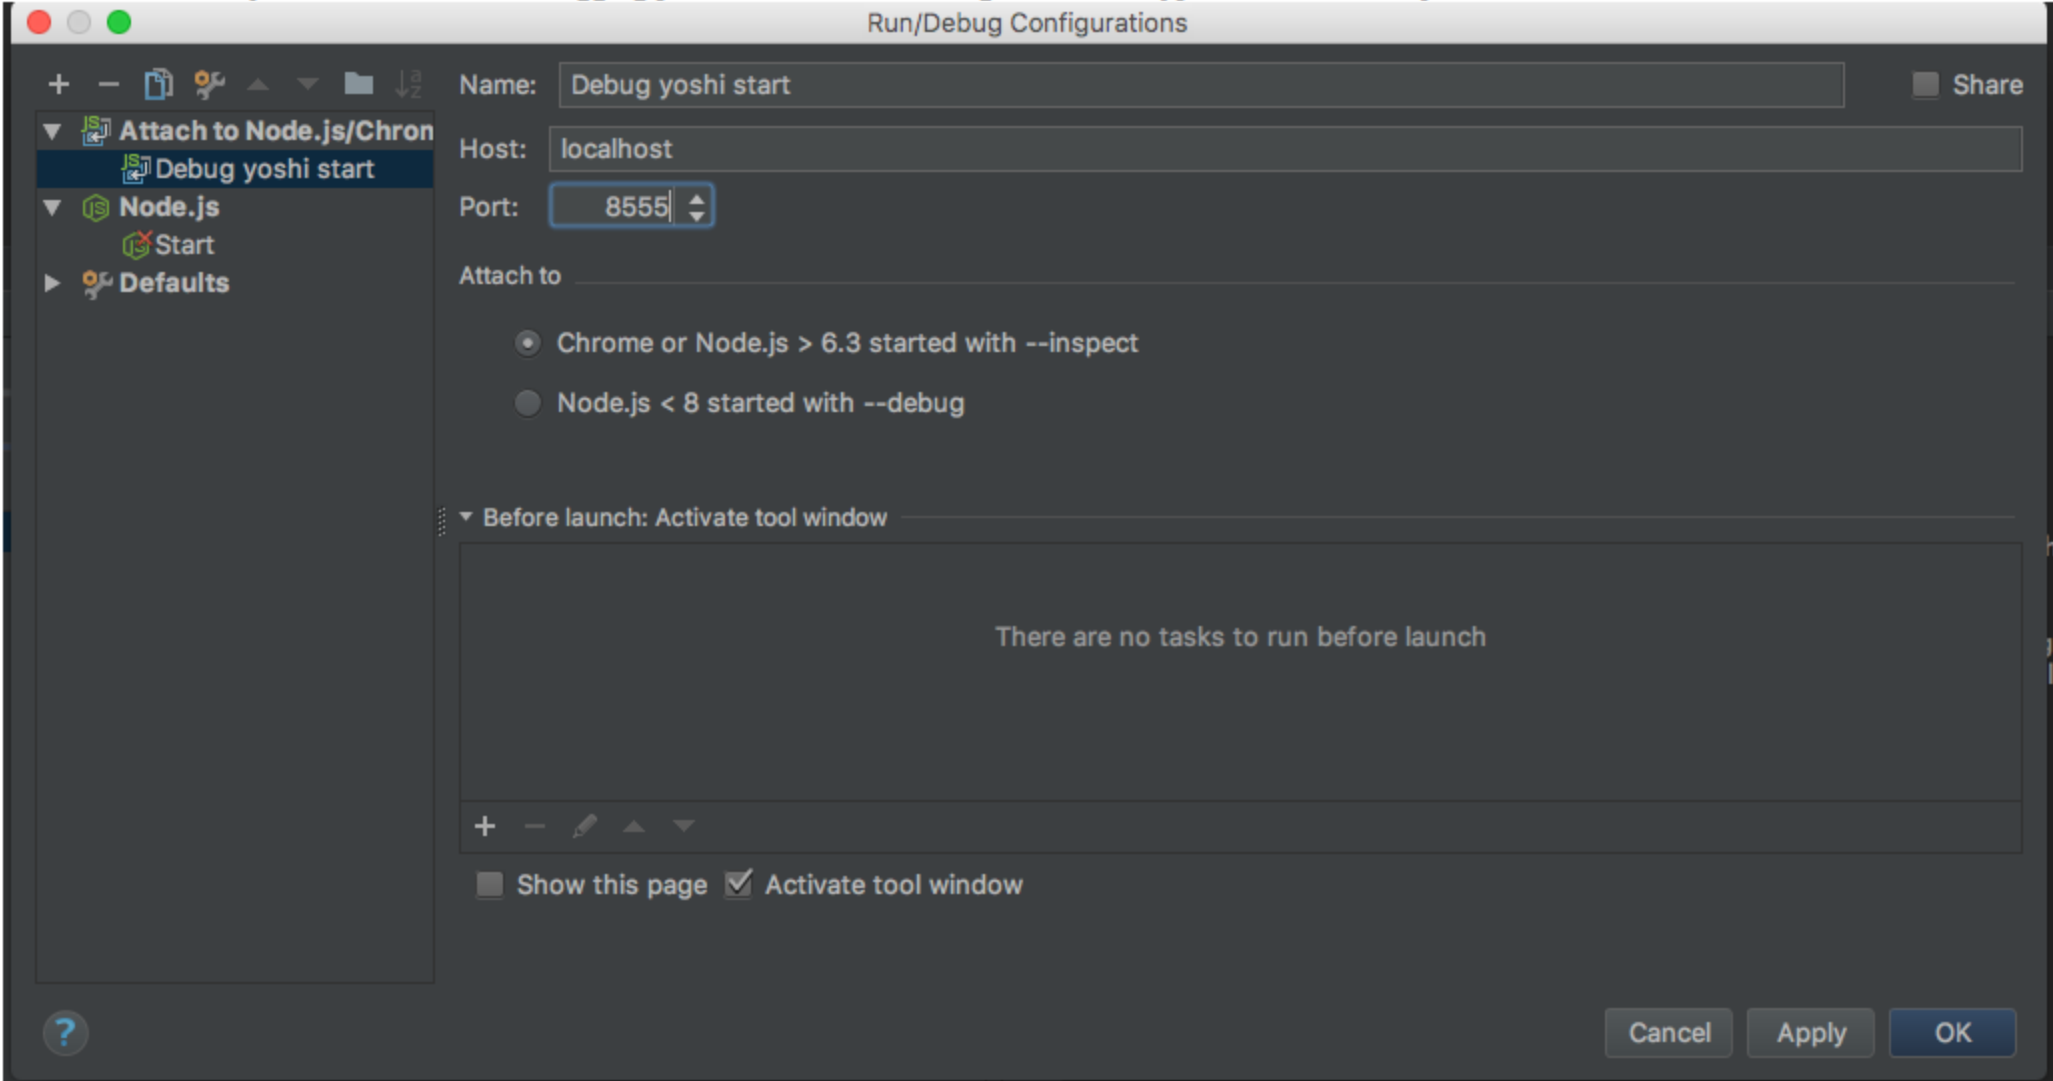 Run/Debug Configurations
Name: Debug yoshi start Share
Attach to Node.js/Chrom
Host: localhost
Debug yoshi start
Port: 8555
Node.js
Start
Attach to
Defaults
Chrome or Node.js > 6.3 started with --inspect
Node.js < 8 started with --debug
Before launch: Activate tool window
There are no tasks to run before launch
Show this page Activate tool window
? Cancel Apply OK